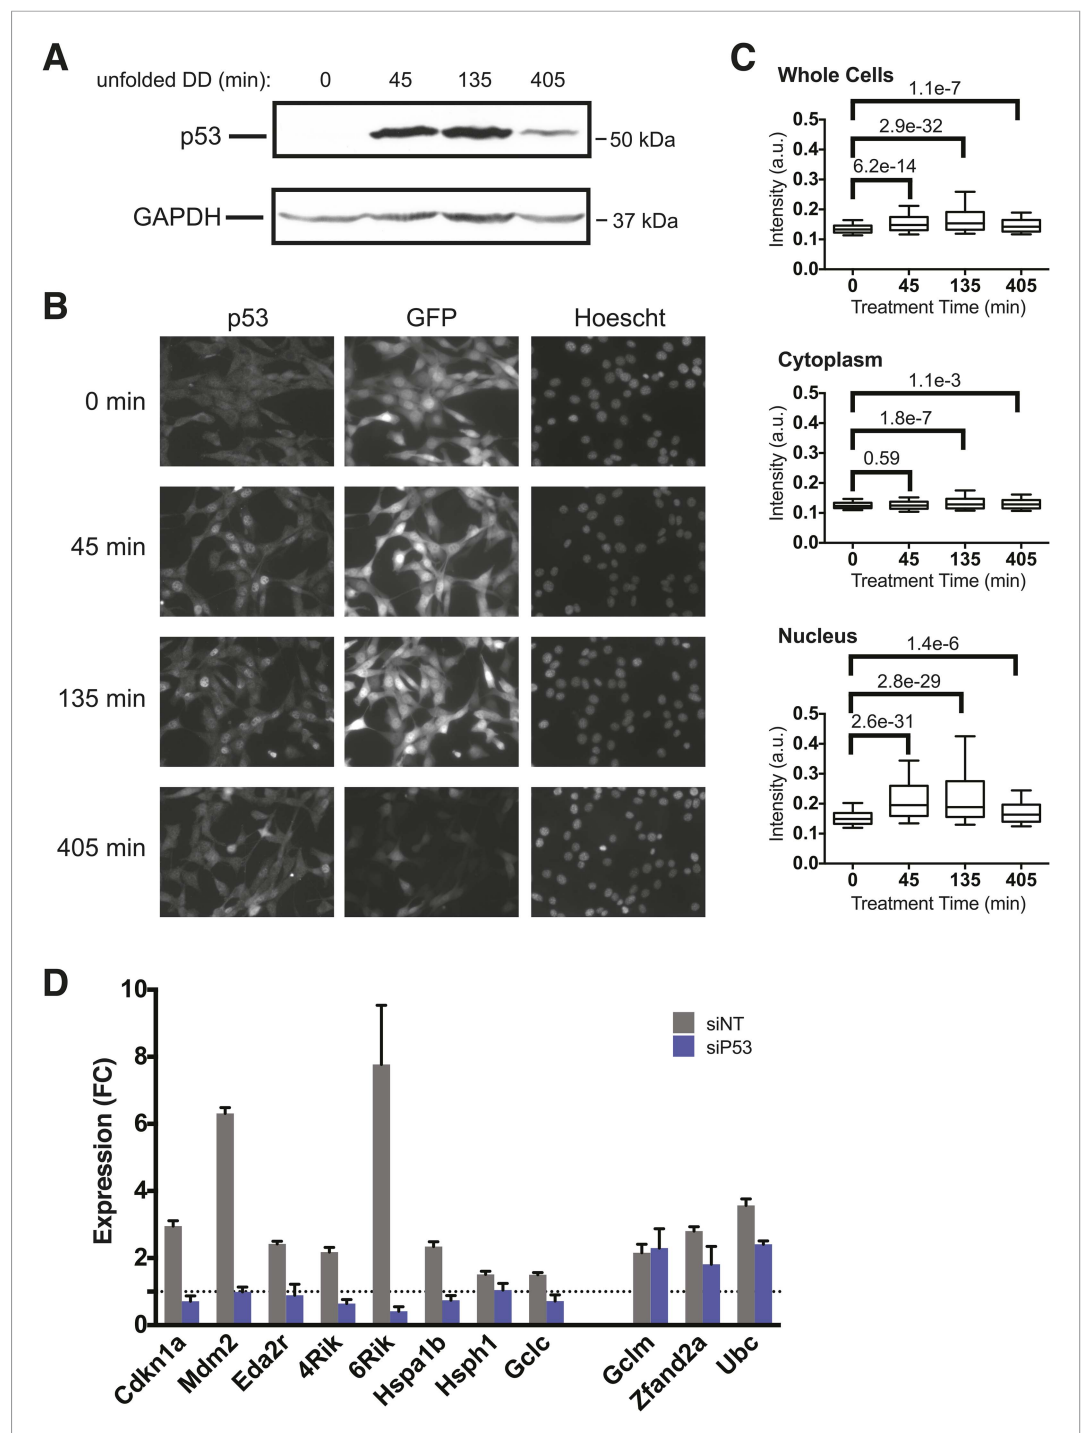 A
unfolded DD (min): 0 45 135 405
p53
50 kDa
GAPDH
37 kDa
B
p53 GFP Hoescht
0 min
45 min
135 min
405 min
C
Whole Cells
1.1e-7
2.9e-32
6.2e-14
Intensity (a.u.)
0.5
0.4
0.3
0.2
0.1
0.0
0 45 135 405
Treatment Time (min)
Cytoplasm
1.1e-3
1.8e-7
0.59
Intensity (a.u.)
0.5
0.4
0.3
0.2
0.1
0.0
0 45 135 405
Treatment Time (min)
Nucleus
1.4e-6
2.8e-29
2.6e-31
Intensity (a.u.)
0.5
0.4
0.3
0.2
0.1
0.0
0 45 135 405
Treatment Time (min)
D
Expression (FC)
10
8
6
4
2
0
siNT
siP53
Cdkn1a Mdm2 Eda2r 4Rik 6Rik Hspa1b Hsph1 Gclc Gclm Zfand2a Ubc